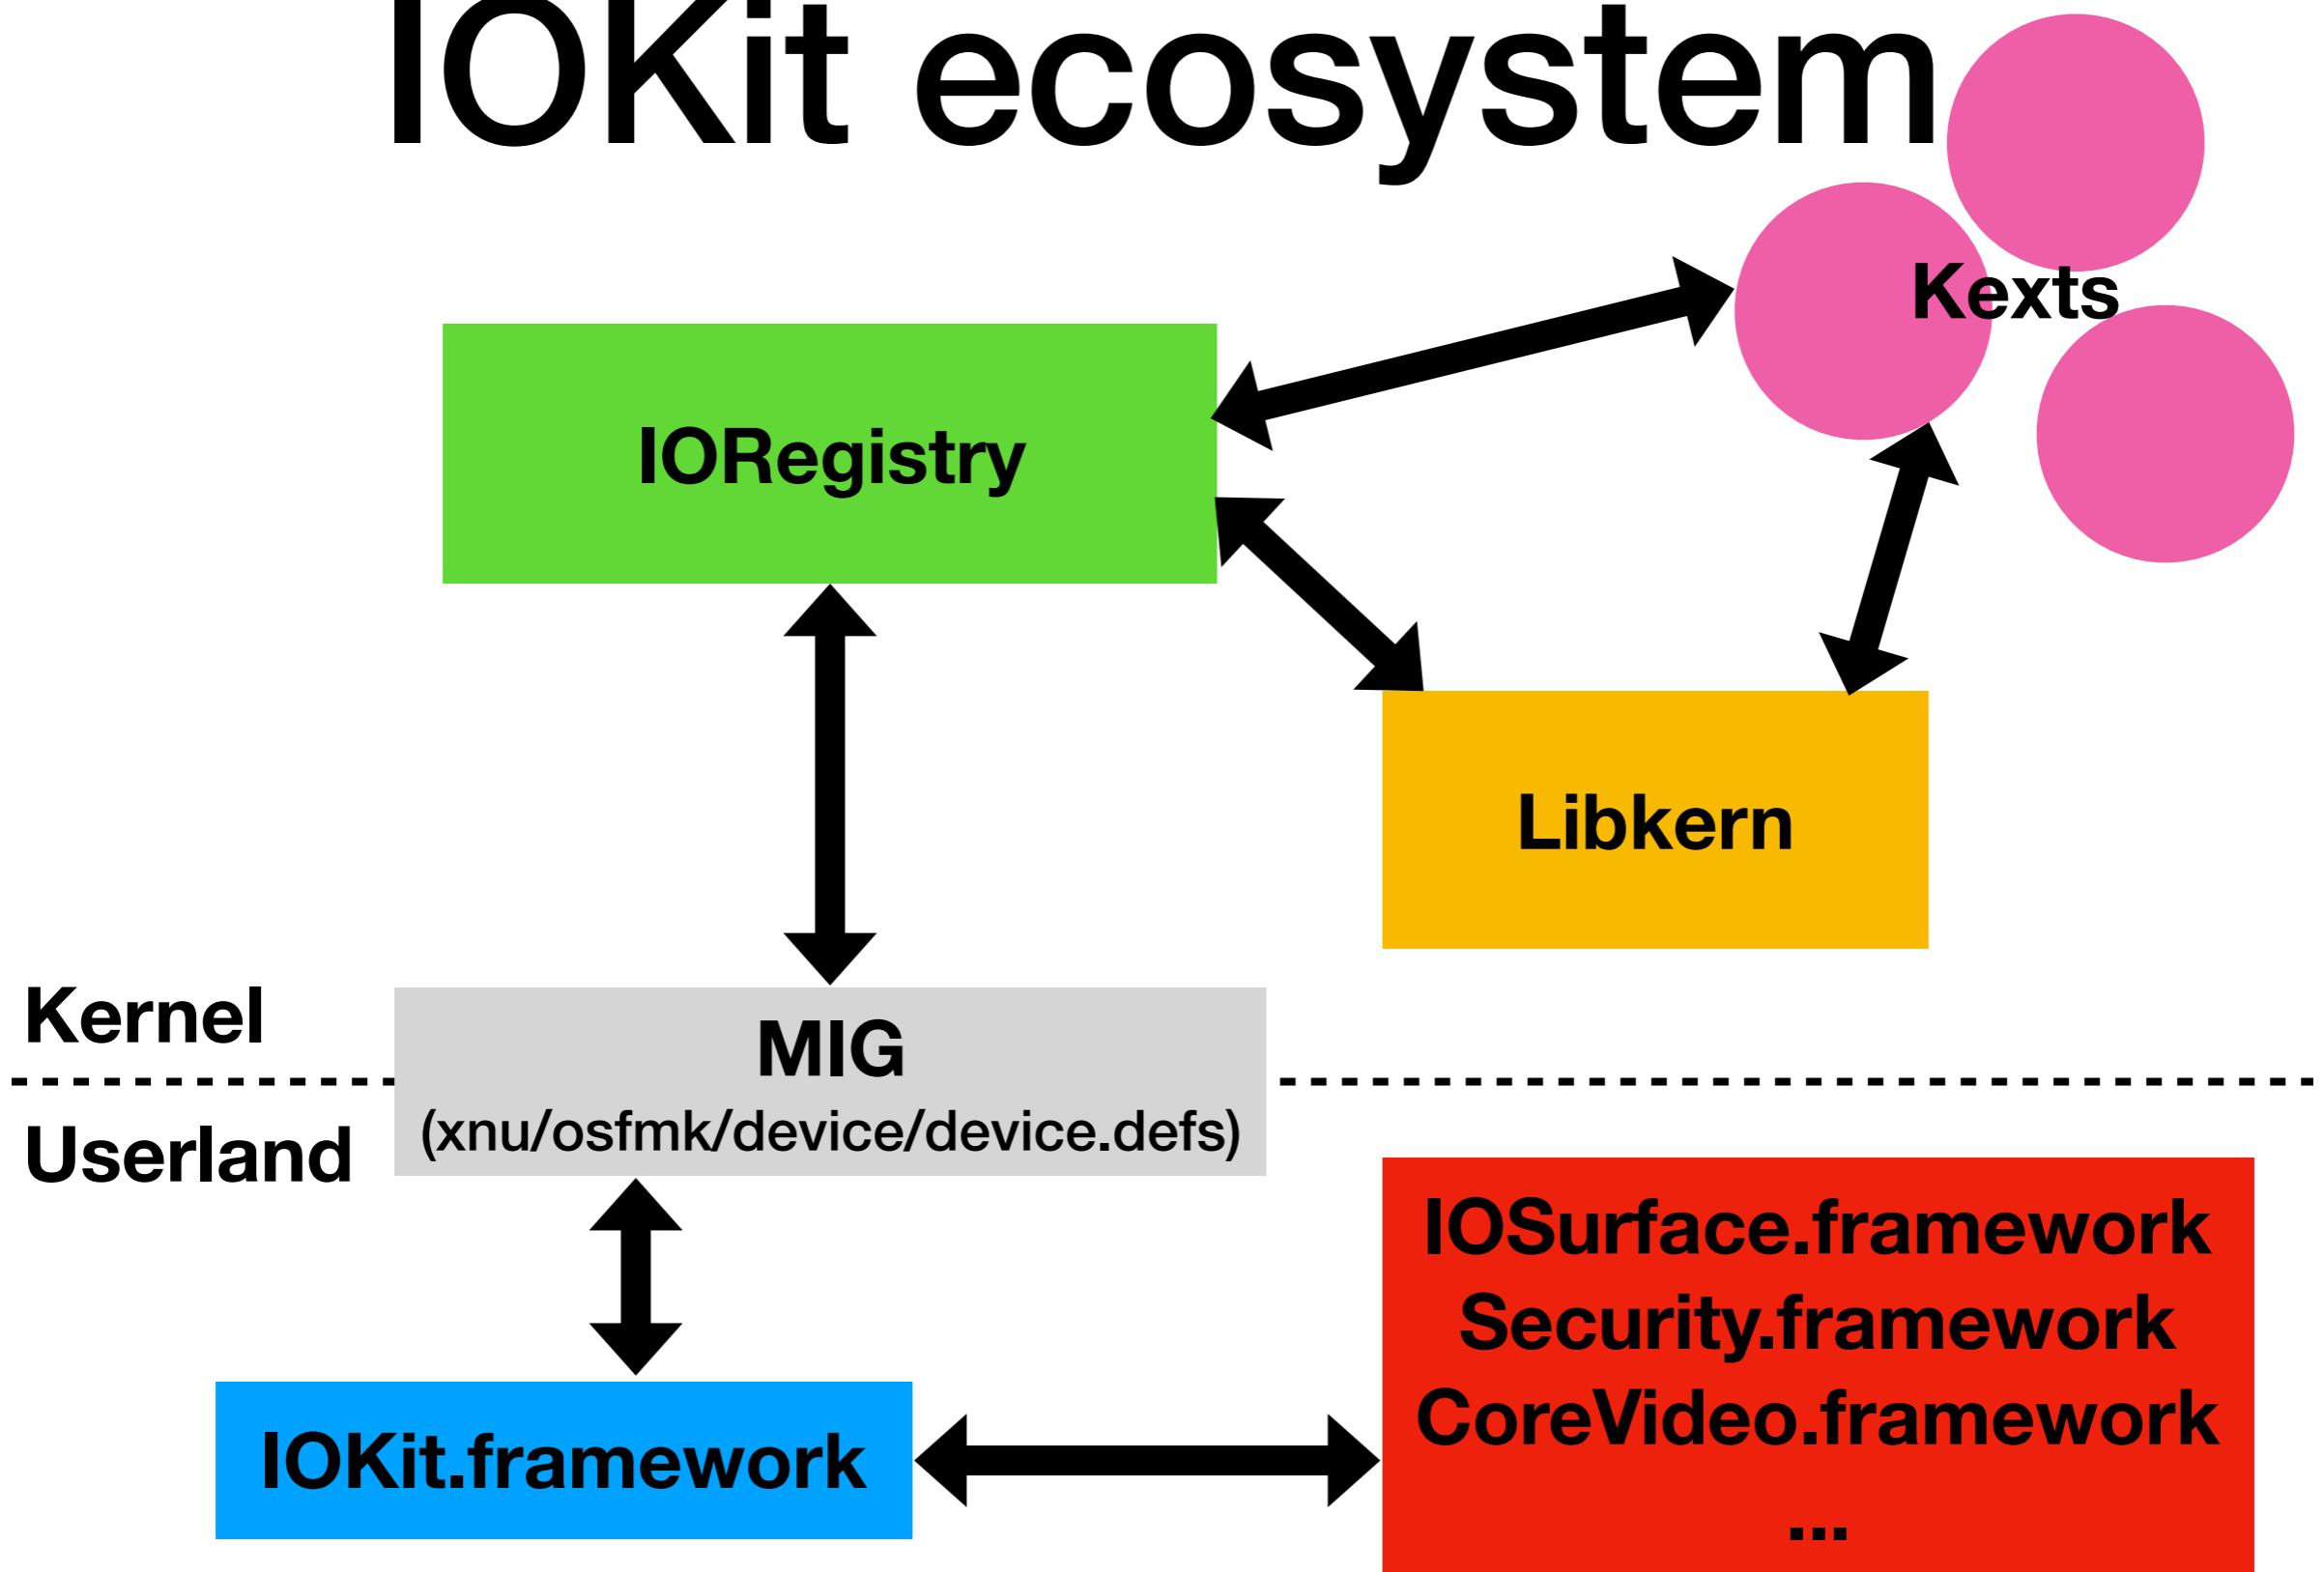 IOKit ecosystem
Kexts
IORegistry
Libkern
Kernel
MIG
(xnu/osfmk/device/device.defs)
Userland
IOSurface.framework
Security.framework
CoreVideo.framework
...
IOKit.framework